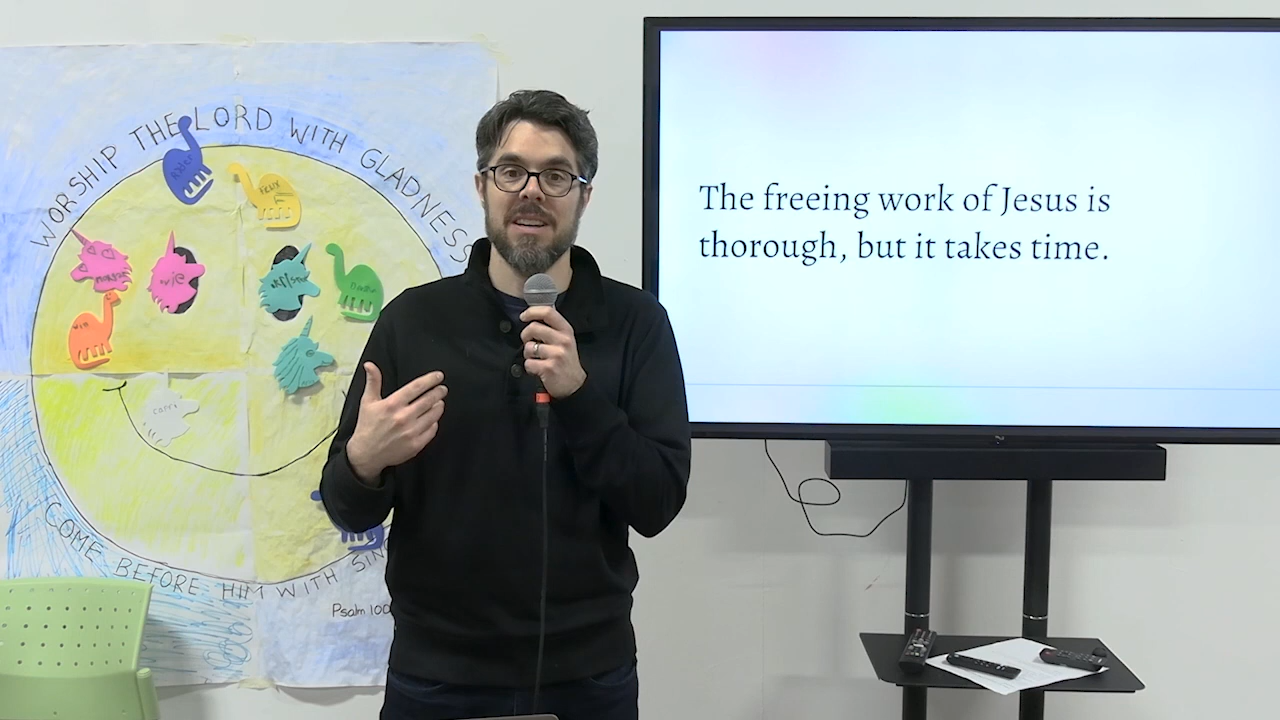 WORSHIP THE LORD WITH GLADNESS
COME BEFORE HIM WITH SING
Psalm 100
The freeing work of Jesus is
thorough, but it takes time.